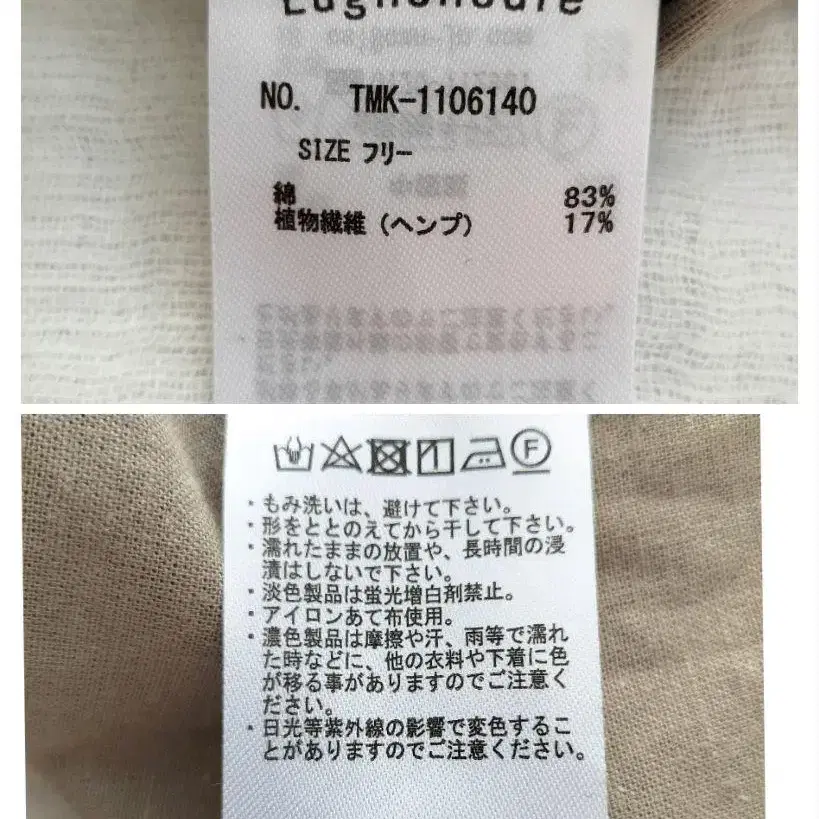 NO. TMK-1106140
SIZE フリー
綿 83%
植物繊維(ヘンプ) 17%
F
・もみ洗いは、避けて下さい。
・形をととのえてから干して下さい。
・濡れたままの放置や、長時間の浸
漬はしないで下さい。
・淡色製品は蛍光増白剤禁止。
・アイロンあて布使用。
・濃色製品は摩擦や汗、雨等で濡れ
た時などに、他の衣料や下着に色
が移る事がありますのでご注意く
ださい。
・日光等紫外線の影響で変色するこ
とがありますのでご注意ください。